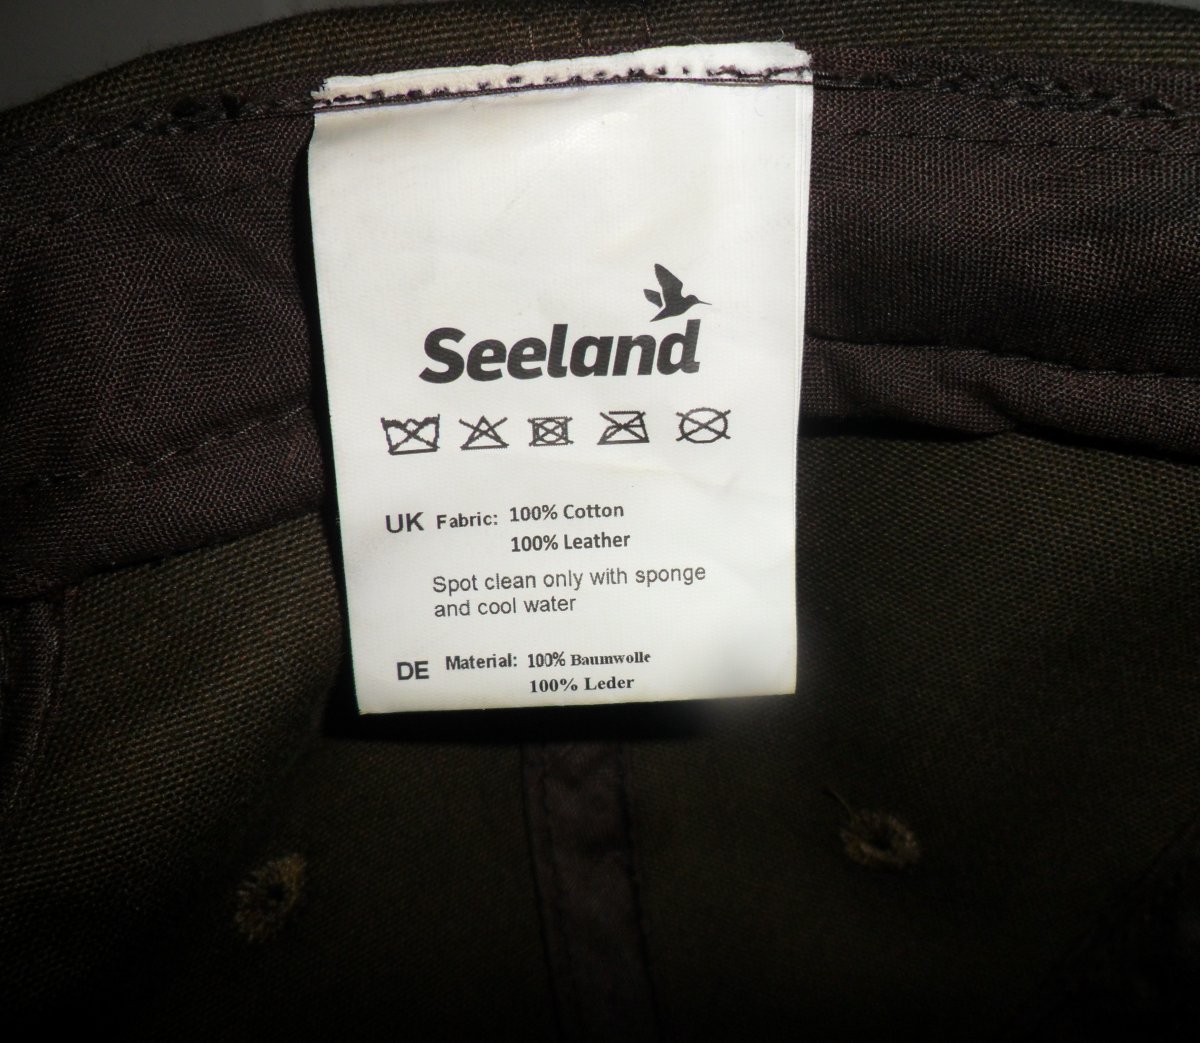 Seeland
UK Fabric: 100% Cotton
100% Leather
Spot clean only with sponge
and cool water
DE Material: 100% Baumwolle
100% Leder